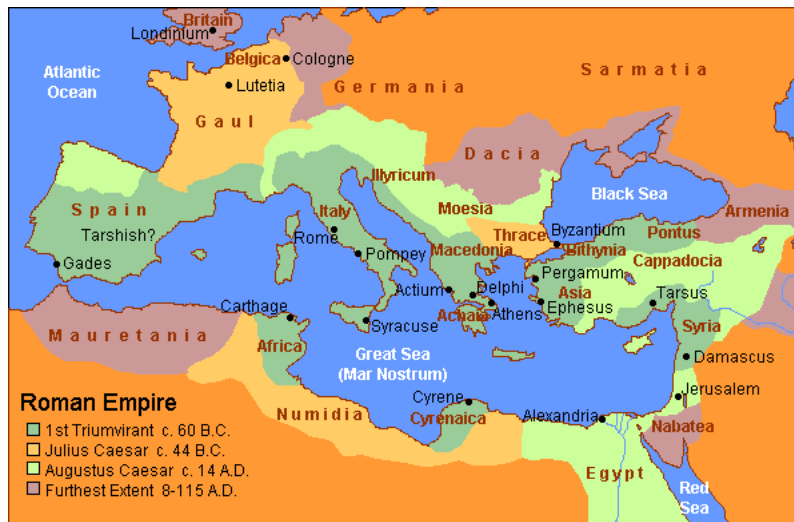 Britain
Londinium
Belgica
Cologne
Atlantic
Ocean
Lutetia
Germania
Sarmatia
Gaul
Dacia
Illyricum
Black Sea
Spain
Tarshish?
Italy
Rome
Moesia
Armenia
Thrace
Byzantium
Pontus
Macedonia
Bithynia
Gades
Pompey
Cappadocia
Pergamum
Actium
Delphi
Asia
Tarsus
Carthage
Achaia
Athens
Ephesus
Mauretania
Syracuse
Syria
Africa
Great Sea
(Mar Nostrum)
Damascus
Jerusalem
Cyrene
Numidia
Cyrenaica
Alexandria
Nabatea
Egypt
Red
Sea
Roman Empire
1st Triumvirant c. 60 B.C.
Julius Caesar c. 44 B.C.
Augustus Caesar c. 14 A.D.
Furthest Extent 8-115 A.D.